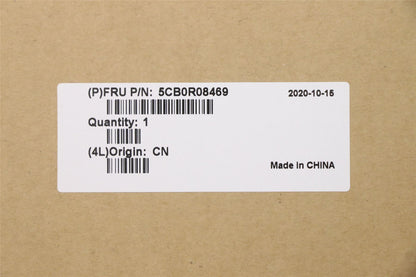 (P)FRU P/N: 5CB0R08469 2020-10-15
Quantity: 1
(4L)Origin: CN
Made in CHINA